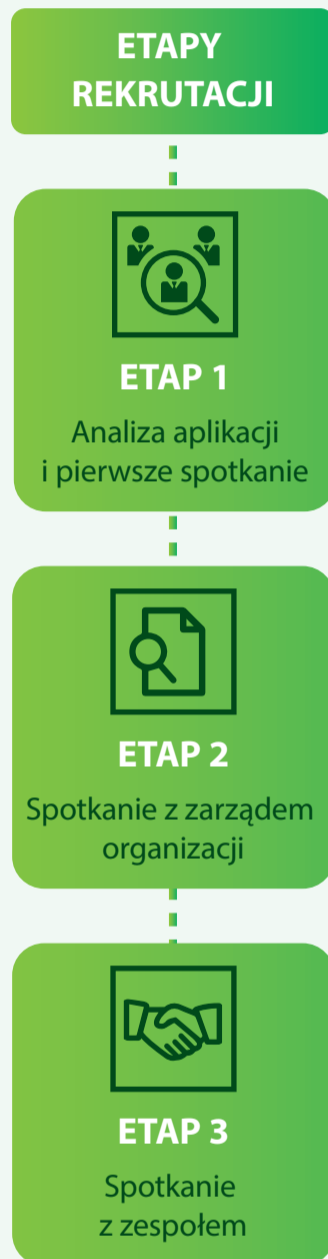 ETAPY
REKRUTACJI
ETAP 1
Analiza aplikacji
i pierwsze spotkanie
ETAP 2
Spotkanie z zarządem
organizacji
ETAP 3
Spotkanie
z zespołem